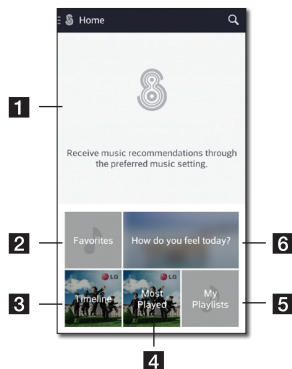 Home
1
Receive music recommendations through
the preferred music setting.
2
Favorites
How do you feel today?
6
3
LG
Timeline
LG
Most
Played
My
Playlists
5
4